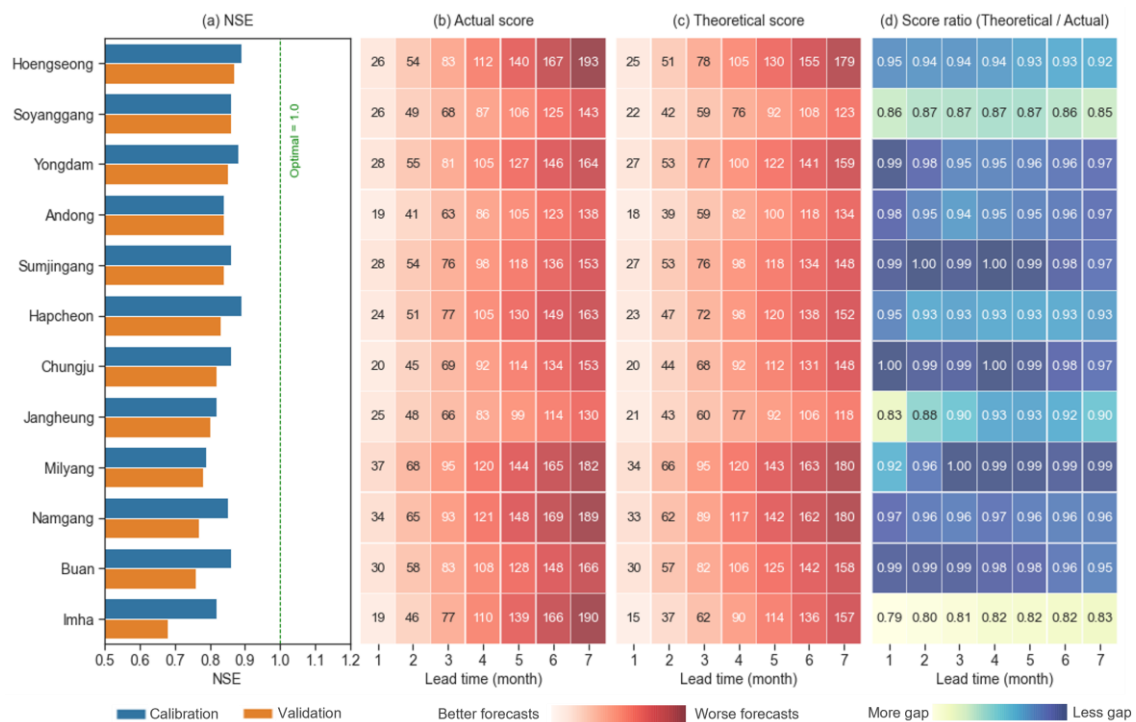 (a) NSE (b) Actual score (c) Theoretical score (d) Score ratio (Theoretical / Actual)
Hoengseong 26 54 83 112 140 167 193 25 51 78 105 130 155 179 0.95 0.94 0.94 0.94 0.93 0.93 0.92
Soyanggang 26 49 68 87 106 125 143 22 42 59 76 92 108 123 0.86 0.87 0.87 0.87 0.87 0.86 0.85
Yongdam 28 55 81 105 127 146 164 27 53 77 100 122 141 159 0.99 0.98 0.95 0.95 0.96 0.96 0.97
Andong 19 41 63 86 105 123 138 18 39 59 82 100 118 134 0.98 0.95 0.94 0.95 0.95 0.96 0.97
Sumjingang 28 54 76 98 118 136 153 27 53 76 98 118 134 148 0.99 1.00 0.99 1.00 0.99 0.98 0.97
Hapcheon 24 51 77 105 130 149 163 23 47 72 98 120 138 152 0.95 0.93 0.93 0.93 0.93 0.93 0.93
Chungju 20 45 69 92 114 134 153 20 44 68 92 112 131 148 1.00 0.99 0.99 1.00 0.99 0.98 0.97
Jangheung 25 48 66 83 99 114 130 21 43 60 77 92 106 118 0.83 0.88 0.90 0.93 0.93 0.92 0.90
Milyang 37 68 95 120 144 165 182 34 66 95 120 143 163 180 0.92 0.96 1.00 0.99 0.99 0.99 0.99
Namgang 34 65 93 121 148 169 189 33 62 89 117 142 162 180 0.97 0.96 0.96 0.97 0.96 0.96 0.96
Buan 30 58 83 108 128 148 166 30 57 82 106 125 142 158 0.99 0.99 0.99 0.98 0.98 0.96 0.95
Imha 19 46 77 110 139 166 190 15 37 62 90 114 136 157 0.79 0.80 0.81 0.82 0.82 0.82 0.83
Optimal = 1.0
0.5 0.6 0.7 0.8 0.9 1.0 1.1 1.2 1 2 3 4 5 6 7 1 2 3 4 5 6 7 1 2 3 4 5 6 7
NSE Lead time (month) Lead time (month) Lead time (month)
Calibration Validation Better forecasts Worse forecasts More gap Less gap